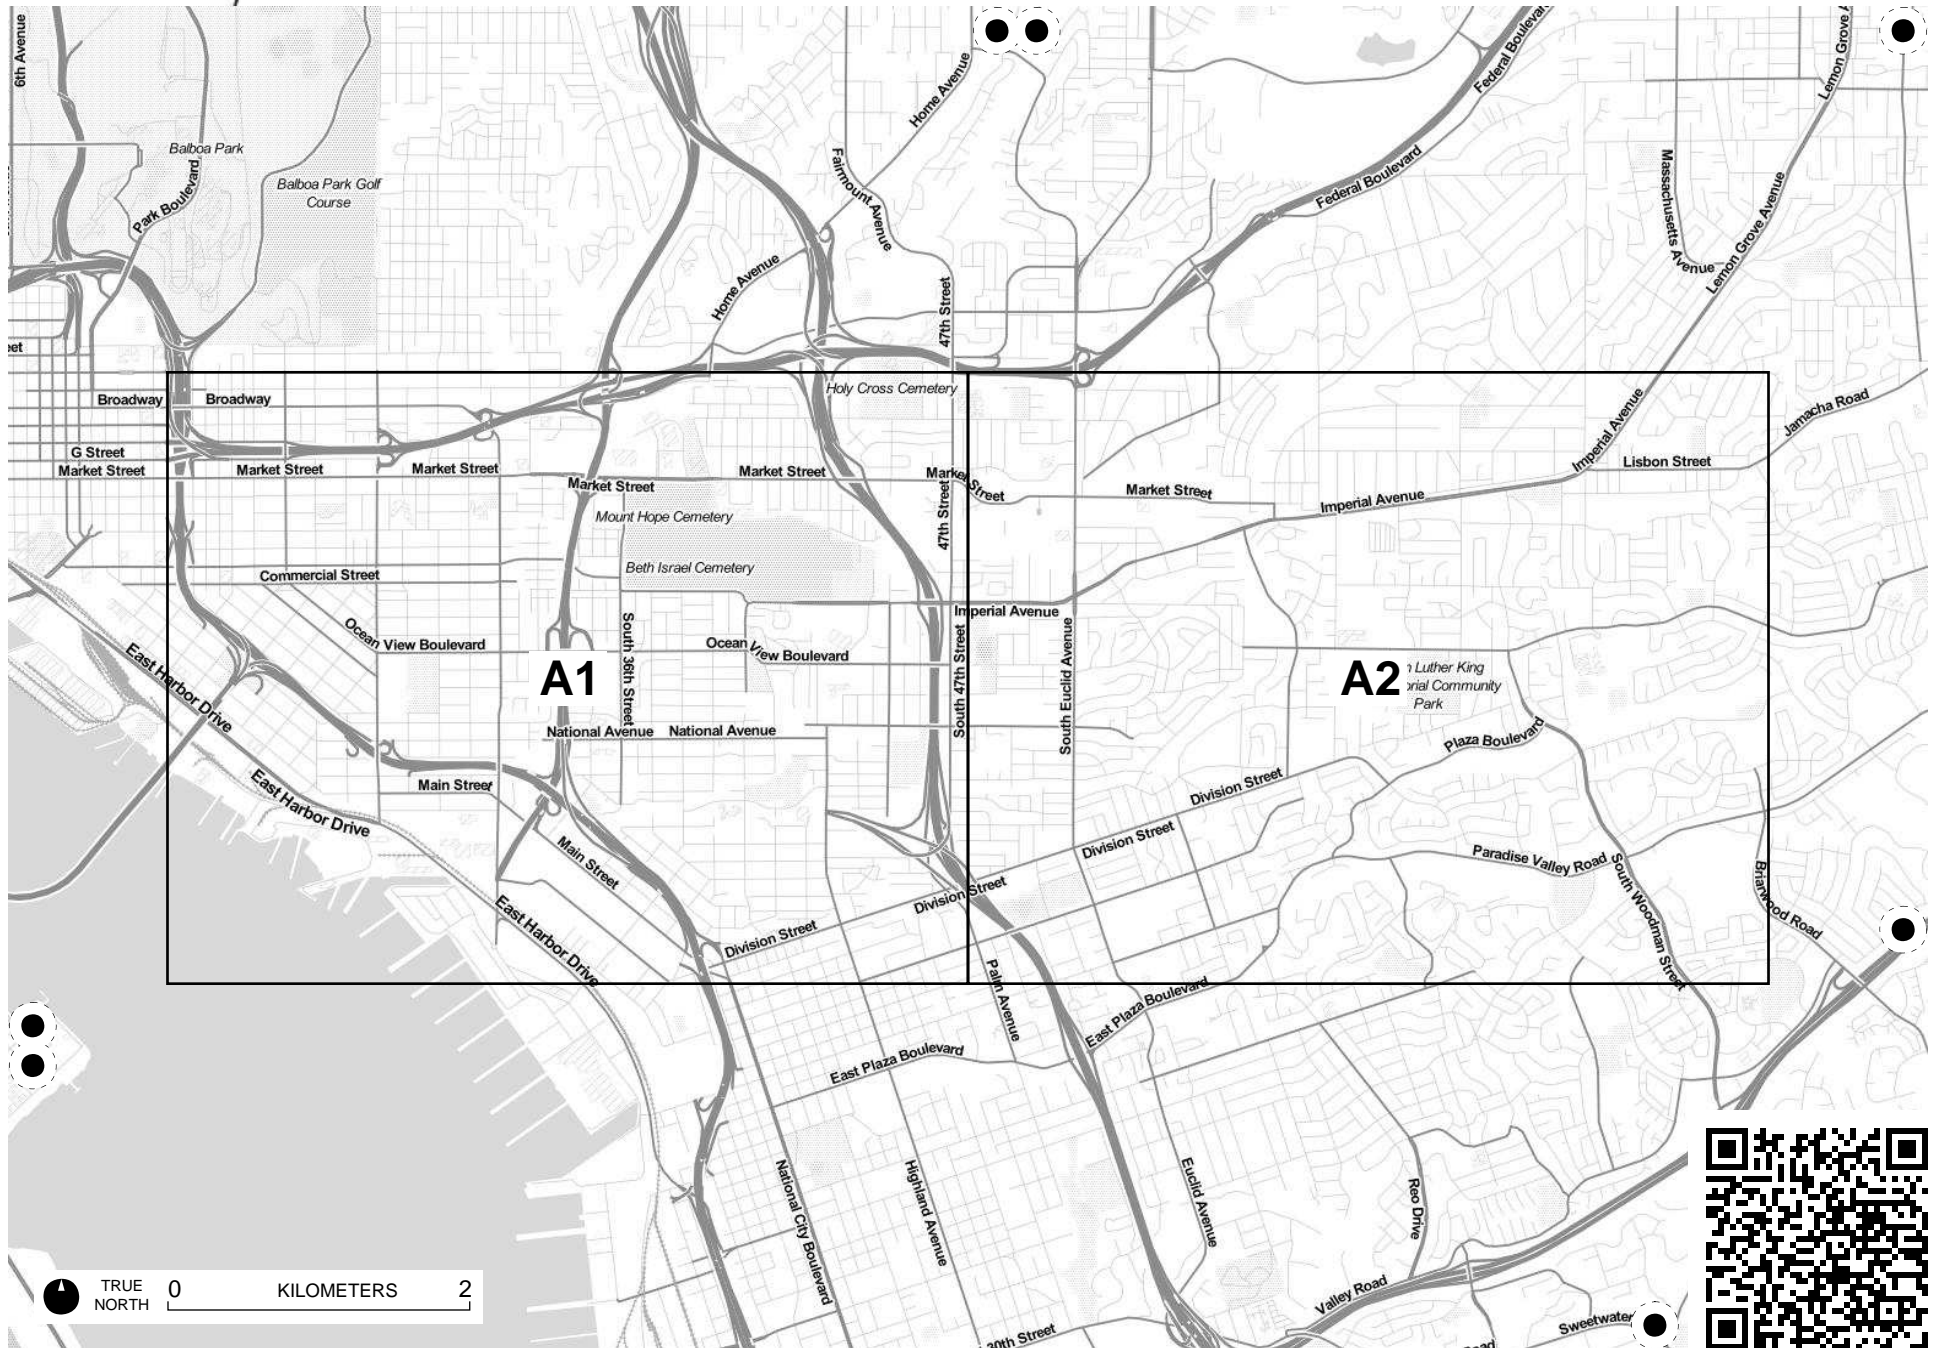 6th Avenue
Balboa Park
Park Boulevard
Balboa Park Golf
Course
Home Avenue
Fairmount Avenue
Home Avenue
47th Street
Federal Boulevard
Federal Boulevard
Lemon Grove
Massachusetts Avenue
Lemon Grove Avenue
Broadway
Broadway
Holy Cross Cemetery
Jamacha Road
G Street
Market Street
Market Street
Market Street
Market Street
Market Street
Market Street
Market Street
Imperial Avenue
Imperial Avenue
Lisbon Street
47th Street
Mount Hope Cemetery
Beth Israel Cemetery
Commercial Street
Imperial Avenue
Ocean View Boulevard
South 36th Street
Ocean View Boulevard
South 47th Street
South Euclid Avenue
A1
A2
Luther King
Community
Park
East Harbor Drive
National Avenue
National Avenue
Plaza Boulevard
Main Street
East Harbor Drive
Division Street
Main Street
Division Street
Paradise Valley Road
South Woodman Street
Briarwood Road
East Harbor Drive
Division Street
Division Street
Palm Avenue
East Plaza Boulevard
East Plaza Boulevard
National City Boulevard
Highland Avenue
Euclid Avenue
Reo Drive
Valley Road
30th Street
Sweetwater
TRUE
NORTH
0
KILOMETERS
2